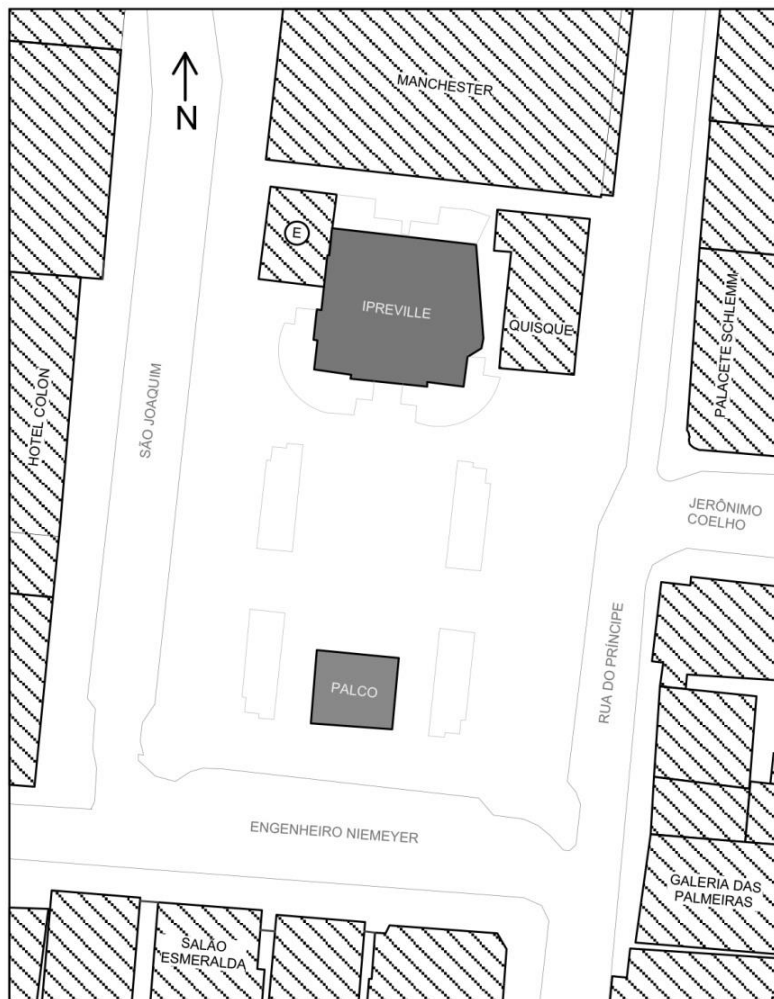 MANCHESTER
N
E
IPREVILLE
QUISQUE
PALACETE SCHLEMM
HOTEL COLON
SÃO JOAQUIM
JERÔNIMO
COELHO
RUA DO PRÍNCIPE
PALCO
ENGENHEIRO NIEMEYER
GALERIA DAS
PALMEIRAS
SALÃO
ESMERALDA